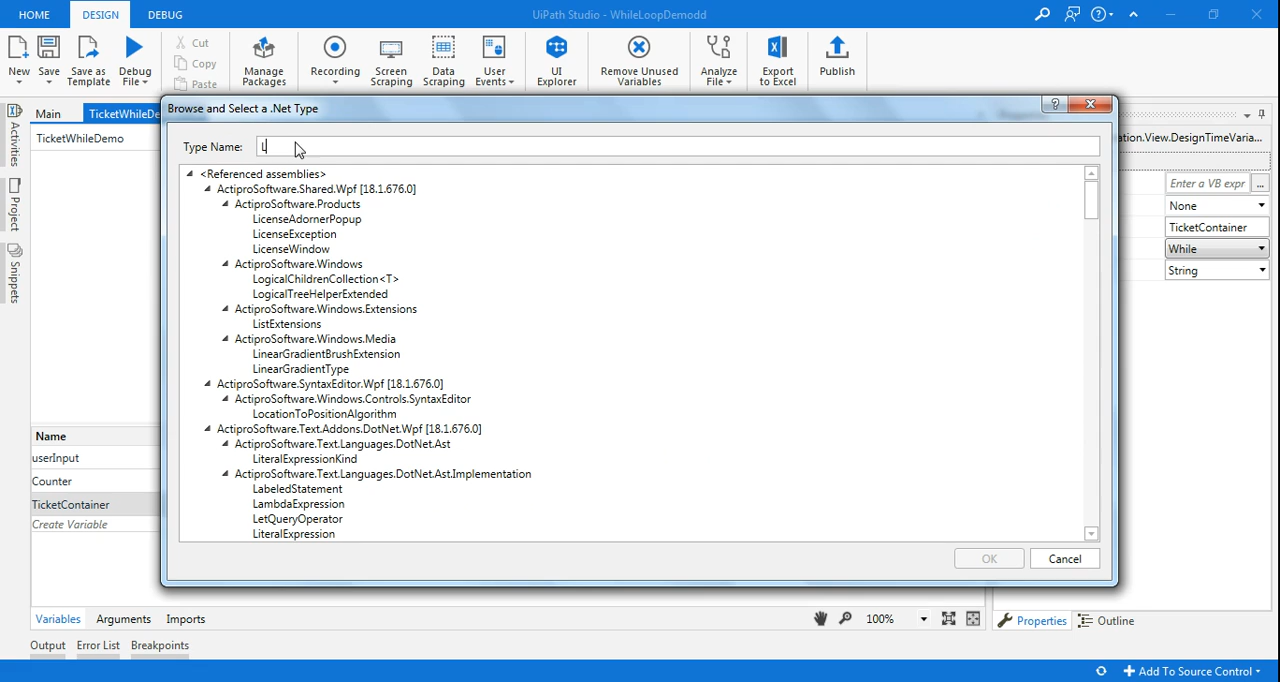 HOME DESIGN DEBUG
UiPath Studio - WhileLoopDemodd
New Save Save as Template Debug File
Cut
Copy
Paste
Manage Packages
Recording Screen Scraping Data Scraping User Events
UI Explorer
Remove Unused Variables
Analyze File
Export to Excel
Publish
Main TicketWhileDe
TicketWhileDemo
Activities
Project
Snippets
Browse and Select a .Net Type
Type Name: L
<Referenced assemblies>
ActiproSoftware.Shared.Wpf [18.1.676.0]
ActiproSoftware.Products
LicenseAdornerPopup
LicenseException
LicenseWindow
ActiproSoftware.Windows
LogicalChildrenCollection<T>
LogicalTreeHelperExtended
ActiproSoftware.Windows.Extensions
ListExtensions
ActiproSoftware.Windows.Media
LinearGradientBrushExtension
LinearGradientType
ActiproSoftware.SyntaxEditor.Wpf [18.1.676.0]
ActiproSoftware.Windows.Controls.SyntaxEditor
LocationToPositionAlgorithm
ActiproSoftware.Text.Addons.DotNet.Wpf [18.1.676.0]
ActiproSoftware.Text.Languages.DotNet.Ast
LiteralExpressionKind
ActiproSoftware.Text.Languages.DotNet.Ast.Implementation
LabeledStatement
LambdaExpression
LetQueryOperator
LiteralExpression
OK Cancel
ation.View.DesignTimeVaria...
Enter a VB expr ...
None
TicketContainer
While
String
Name
userInput
Counter
TicketContainer
Create Variable
Variables Arguments Imports
100%
Properties Outline
Output Error List Breakpoints
Add To Source Control